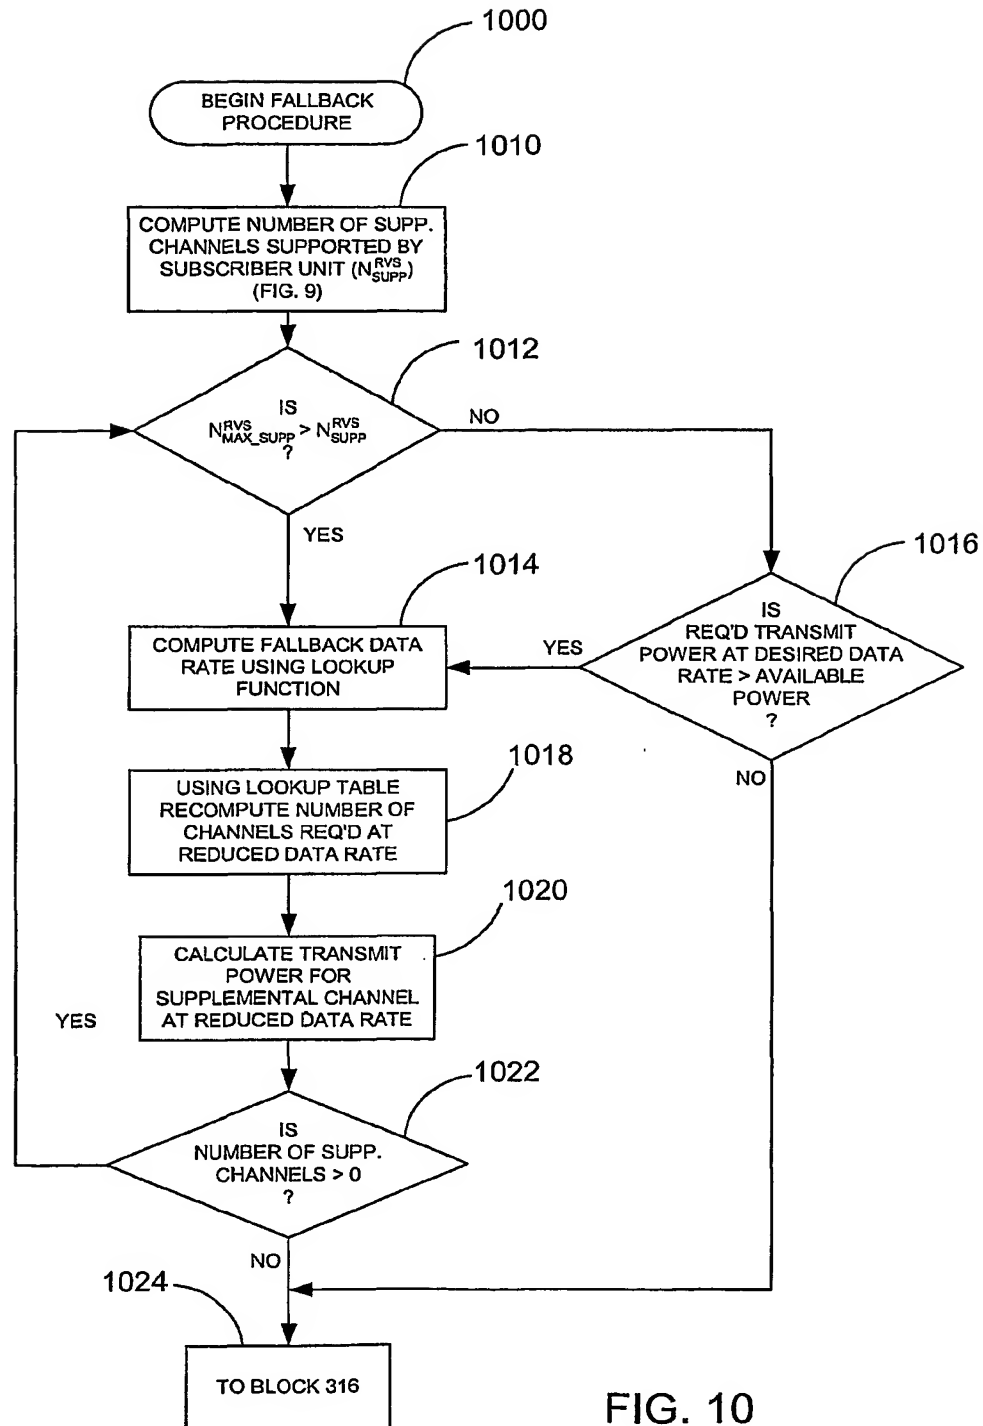 1000
BEGIN FALLBACK
PROCEDURE
1010
COMPUTE NUMBER OF SUPP.
CHANNELS SUPPORTED BY
SUBSCRIBER UNIT (N^RVS_SUPP)
(FIG. 9)
1012
IS
N^RVS_MAX_SUPP > N^RVS_SUPP
?
NO
YES
1014
COMPUTE FALLBACK DATA
RATE USING LOOKUP
FUNCTION
1016
IS
REQ'D TRANSMIT
POWER AT DESIRED DATA
RATE > AVAILABLE
POWER
?
YES
NO
1018
USING LOOKUP TABLE
RECOMPUTE NUMBER OF
CHANNELS REQ'D AT
REDUCED DATA RATE
1020
CALCULATE TRANSMIT
POWER FOR
SUPPLEMENTAL CHANNEL
AT REDUCED DATA RATE
YES
1022
IS
NUMBER OF SUPP.
CHANNELS > 0
?
NO
1024
TO BLOCK 316
FIG. 10